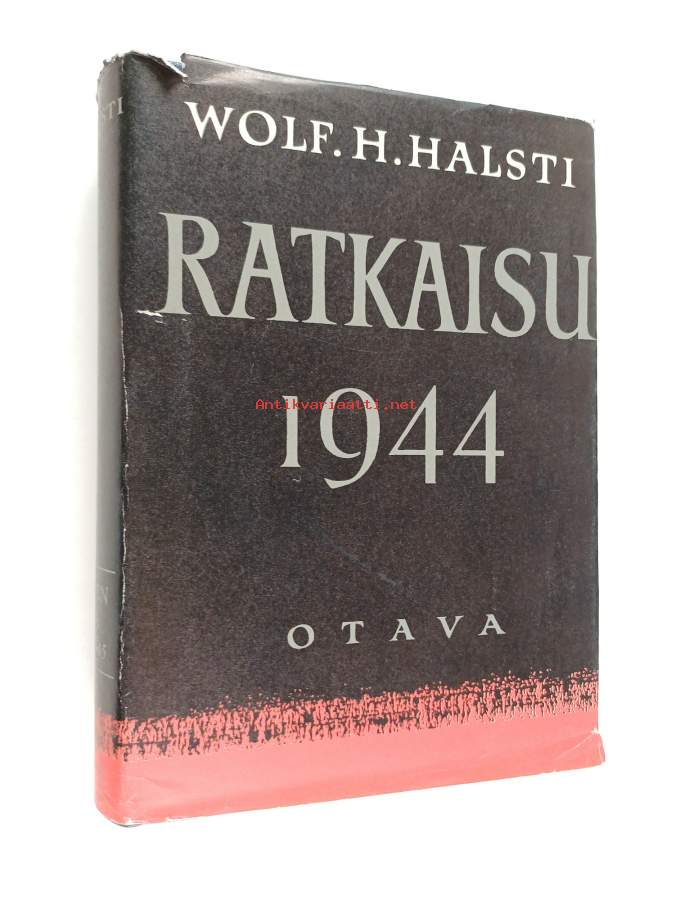 WOLF. H. HALSTI
RATKAISU
1944
Antikvariaatti.net
OTAVA